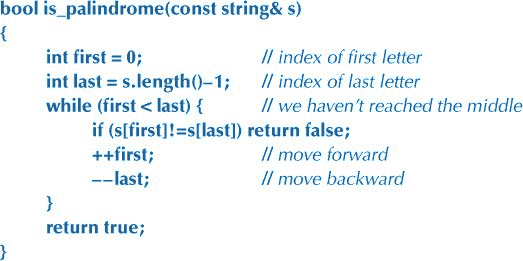 bool is_palindrome(const string& s)
{
int first = 0; // index of first letter
int last = s.length()–1; // index of last letter
while (first < last) { // we haven’t reached the middle
if (s[first]!=s[last]) return false;
++first; // move forward
––last; // move backward
}
return true;
}